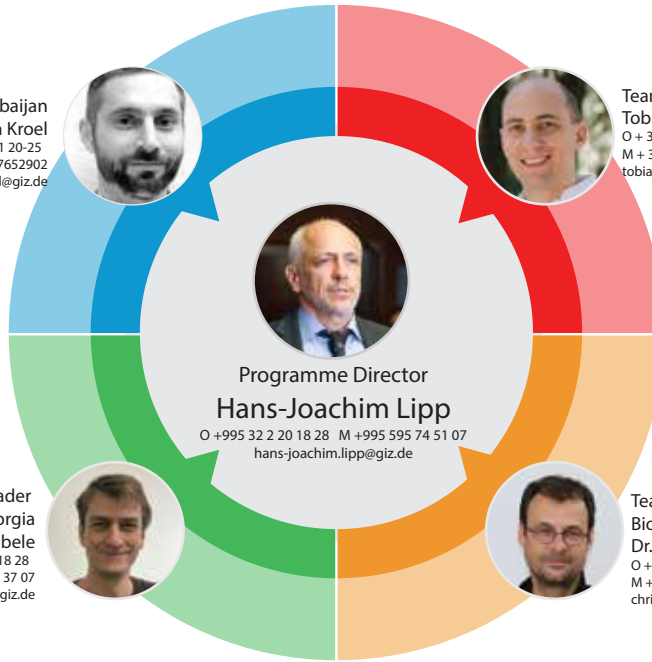 baijan
Kroel
1 20-25
7652902
@giz.de
Team
Tob
O + 3
M + 3
tobia
Programme Director
Hans-Joachim Lipp
O +995 32 2 20 18 28 M +995 595 74 51 07
hans-joachim.lipp@giz.de
ader
orgia
bele
18 28
37 07
giz.de
Tea
Bio
Dr.
O +
M +
chri